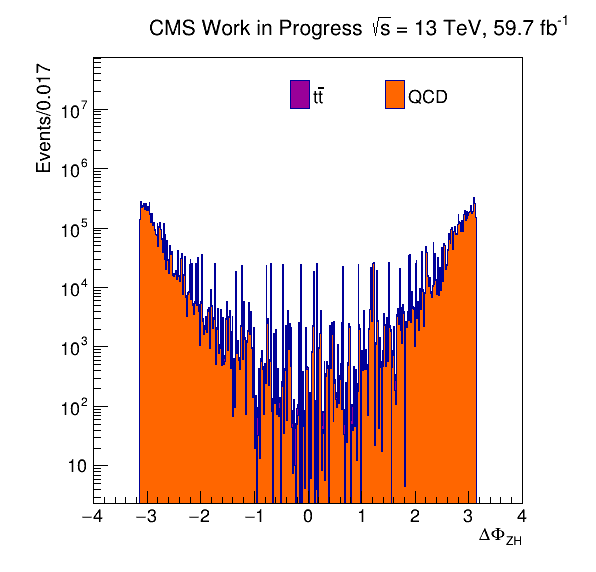 CMS Work in Progress √s = 13 TeV, 59.7 fb⁻¹
Events/0.017
tt̄
QCD
10⁷
10⁶
10⁵
10⁴
10³
10²
10
−4 −3 −2 −1 0 1 2 3 4
ΔΦ_ZH